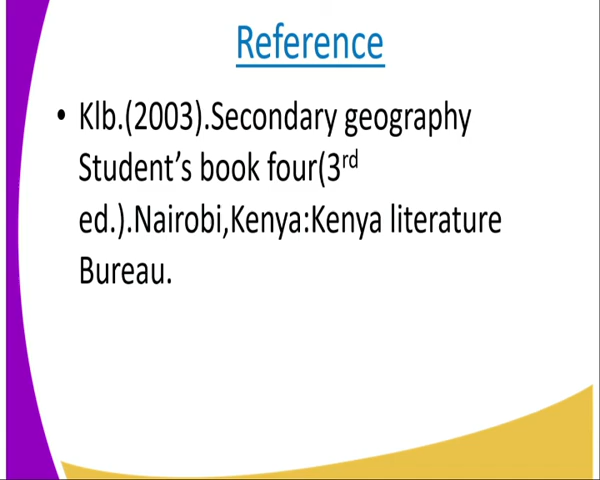 Reference
• Klb.(2003).Secondary geography
Student’s book four(3rd
ed.).Nairobi,Kenya:Kenya literature
Bureau.